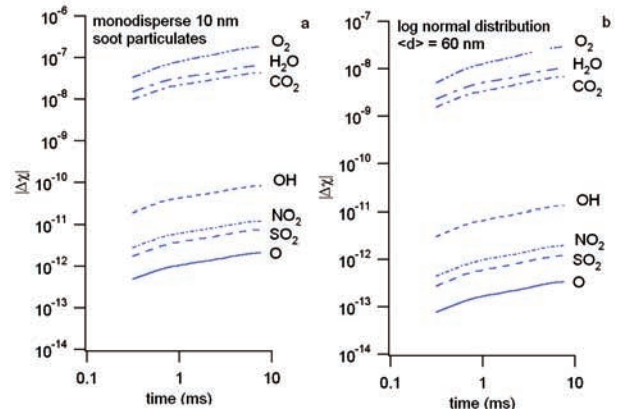 monodisperse 10 nm
soot particulates
a
10⁻⁶
10⁻⁷
10⁻⁸
10⁻⁹
10⁻¹⁰
10⁻¹¹
10⁻¹²
10⁻¹³
10⁻¹⁴
|Δχ|
O₂
H₂O
CO₂
OH
NO₂
SO₂
O
0.1
1
10
time (ms)
log normal distribution
<d> = 60 nm
b
10⁻⁷
10⁻⁸
10⁻⁹
10⁻¹⁰
10⁻¹¹
10⁻¹²
10⁻¹³
10⁻¹⁴
|Δχ|
O₂
H₂O
CO₂
OH
NO₂
SO₂
O
0.1
1
10
time (ms)